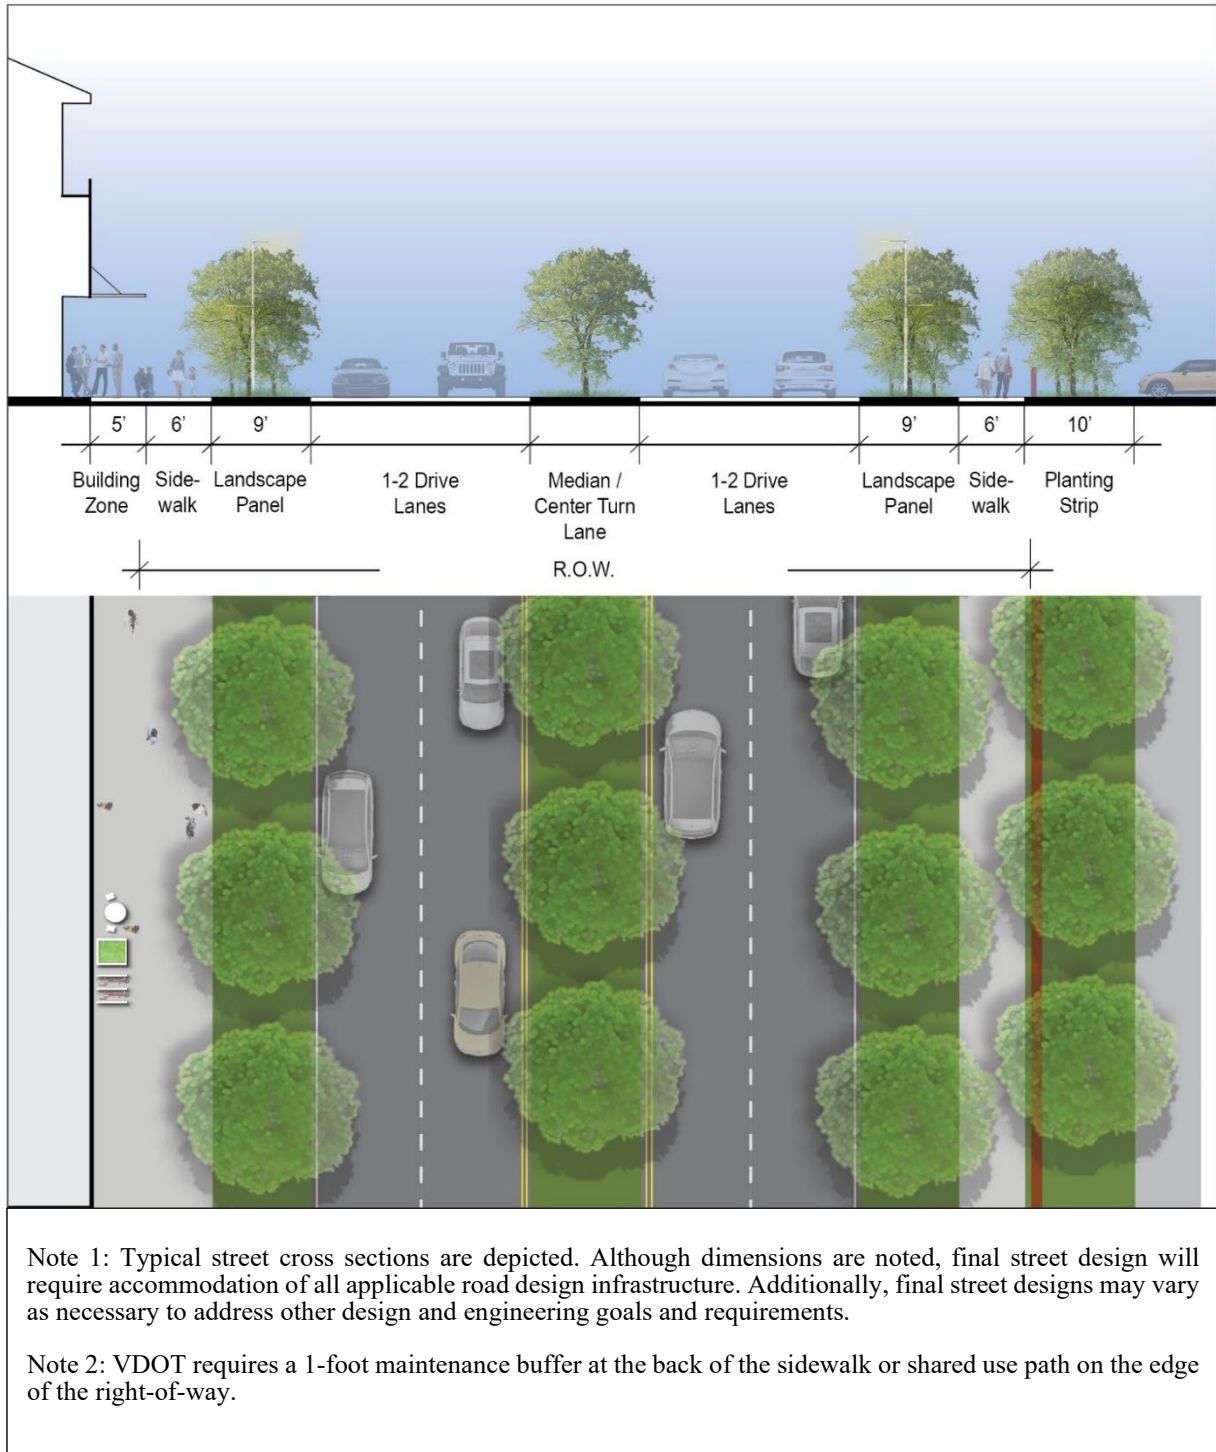 5’ 6’ 9’ 9’ 6’ 10’
Building Side- Landscape 1-2 Drive Median / 1-2 Drive Landscape Side- Planting
Zone walk Panel Lanes Center Turn Lanes Panel walk Strip
Lane
R.O.W.
Note 1: Typical street cross sections are depicted. Although dimensions are noted, final street design will
require accommodation of all applicable road design infrastructure. Additionally, final street designs may vary
as necessary to address other design and engineering goals and requirements.
Note 2: VDOT requires a 1-foot maintenance buffer at the back of the sidewalk or shared use path on the edge
of the right-of-way.